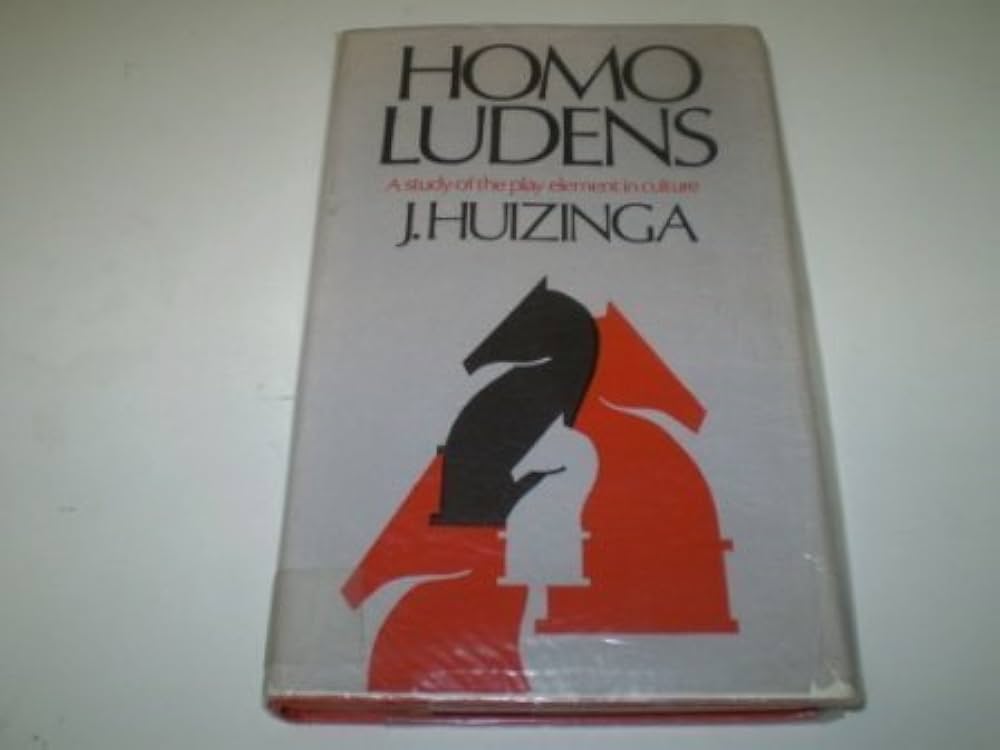 HOMO
LUDENS
A study of the play element in culture
J. HUIZINGA